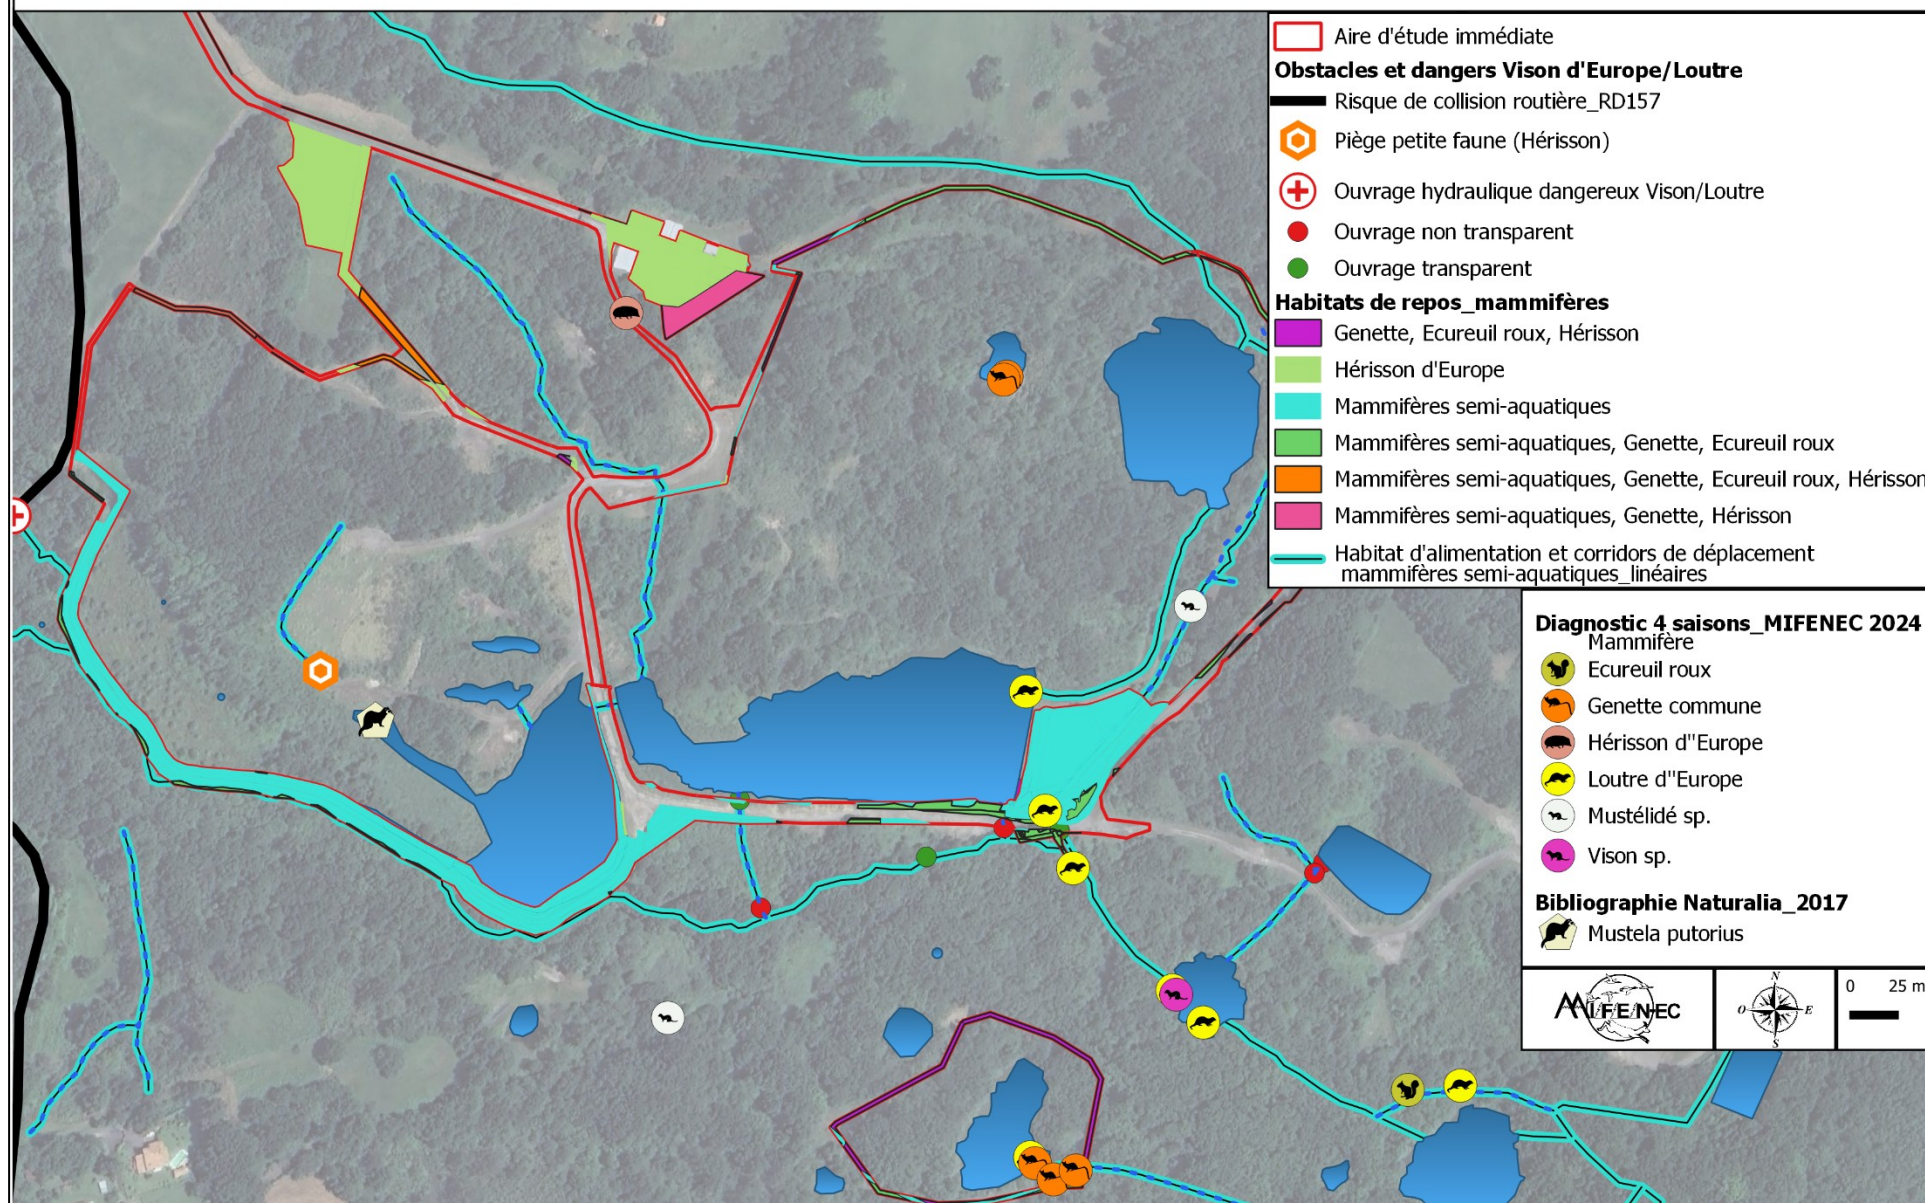 Aire d'étude immédiate
Obstacles et dangers Vison d'Europe/Loutre
Risque de collision routière_RD157
Piège petite faune (Hérisson)
Ouvrage hydraulique dangereux Vison/Loutre
Ouvrage non transparent
Ouvrage transparent
Habitats de repos_mammifères
Genette, Ecureuil roux, Hérisson
Hérisson d'Europe
Mammifères semi-aquatiques
Mammifères semi-aquatiques, Genette, Ecureuil roux
Mammifères semi-aquatiques, Genette, Ecureuil roux, Hérisson
Mammifères semi-aquatiques, Genette, Hérisson
Habitat d'alimentation et corridors de déplacement
mammifères semi-aquatiques_linéaires
Diagnostic 4 saisons_MIFENEC 2024
Mammifère
Ecureuil roux
Genette commune
Hérisson d"Europe
Loutre d"Europe
Mustélidé sp.
Vison sp.
Bibliographie Naturalia_2017
Mustela putorius
MIFENEC
N
O E
S
0 25 m